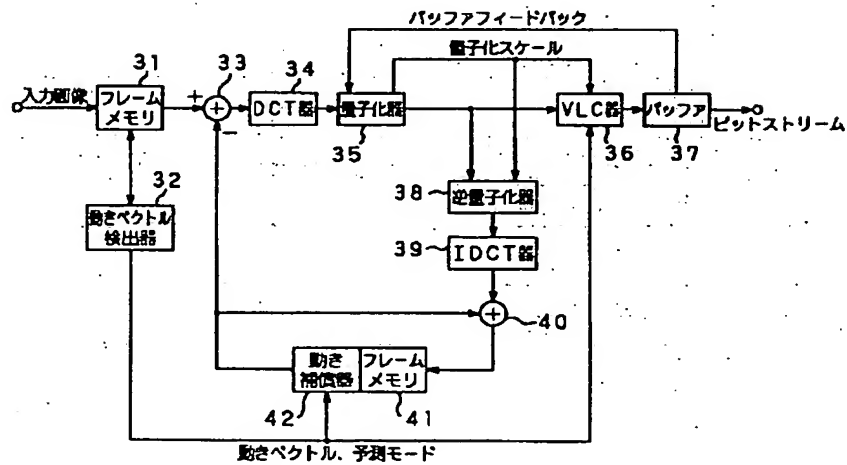 バッファフィードバック
量子化スケール
31
33
34
入力画像
フレーム
メモリ
+
+
−
DCT器
量子化器
35
VLC器
36
バッファ
37
ビットストリーム
32
動きベクトル
検出器
38
逆量子化器
39
IDCT器
+
40
動き
補償器
フレーム
メモリ
42
41
動きベクトル、予測モード